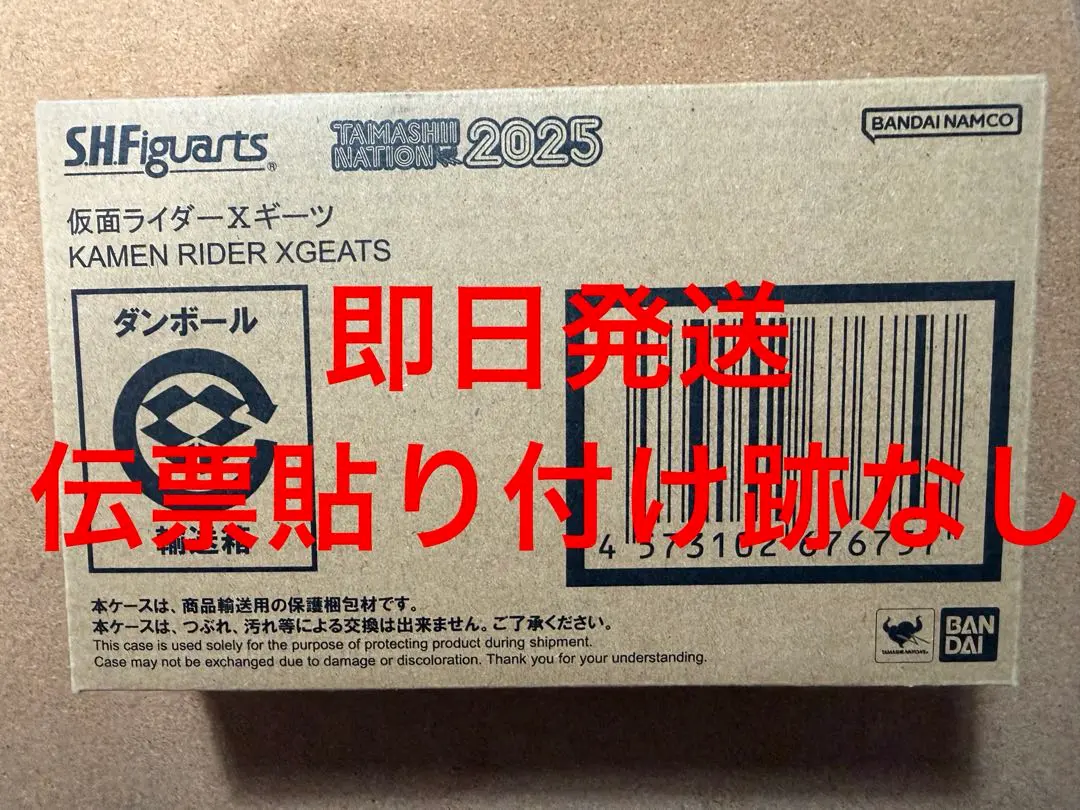 S.H.Figuarts®
TAMASHII NATION 2025
BANDAI NAMCO
仮面ライダーXギーツ
KAMEN RIDER XGEATS
ダンボール
即日発送
伝票貼り付け跡なし
輸送箱
4 573102 676757
本ケースは、商品輸送用の保護梱包材です。
本ケースは、つぶれ、汚れ等による交換は出来ません。ご了承ください。
This case is used solely for the purpose of protecting product during shipment.
Case may not be exchanged due to damage or discoloration. Thank you for your understanding.
TAMASHII NATIONS
BAN
DAI